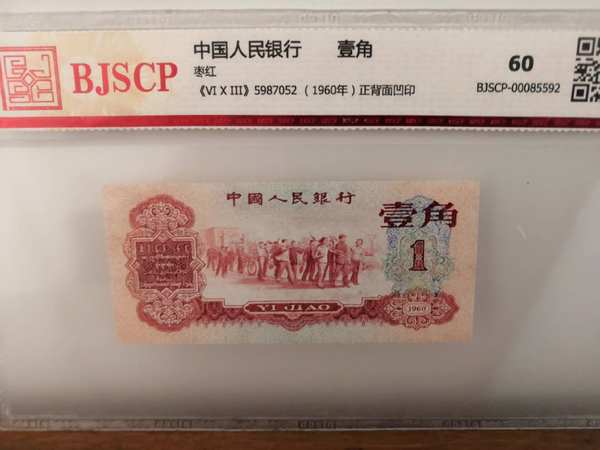 BJSCP
中国人民银行 壹角
枣红
《VI X III》5987052 (1960年) 正背面凹印
60
BJSCP-00085592
中國人民銀行
壹角
1
YI JIAO
1960